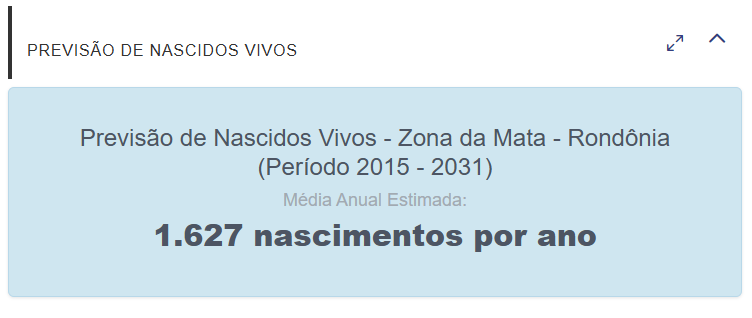 PREVISÃO DE NASCIDOS VIVOS
Previsão de Nascidos Vivos - Zona da Mata - Rondônia
(Período 2015 - 2031)
Média Anual Estimada:
1.627 nascimentos por ano